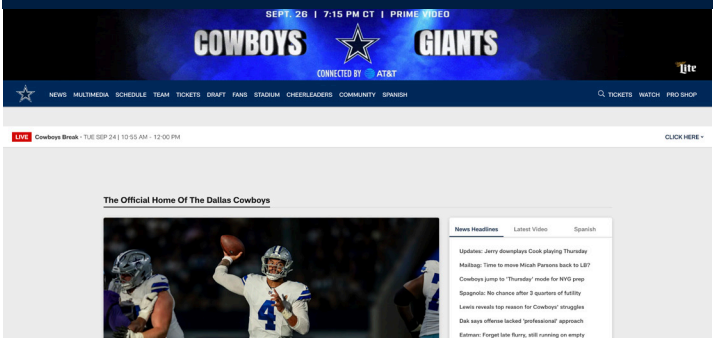 SEPT. 26 | 7:15 PM CT | PRIME VIDEO
COWBOYS GIANTS
CONNECTED BY AT&T
Lite
NEWS MULTIMEDIA SCHEDULE TEAM TICKETS DRAFT FANS STADIUM CHEERLEADERS COMMUNITY SPANISH TICKETS WATCH PRO SHOP
LIVE Cowboys Break - TUE SEP 24 | 10:55 AM - 12:00 PM CLICK HERE
The Official Home Of The Dallas Cowboys
News Headlines Latest Video Spanish
Updates: Jerry downplays Cook playing Thursday
Mailbag: Time to move Micah Parsons back to LB?
Cowboys jump to 'Thursday' mode for NYG prep
Spagnola: No chance after 3 quarters of futility
Lewis reveals top reason for Cowboys' struggles
Dak says offense lacked 'professional' approach
Eatman: Forget late flurry, still running on empty
4